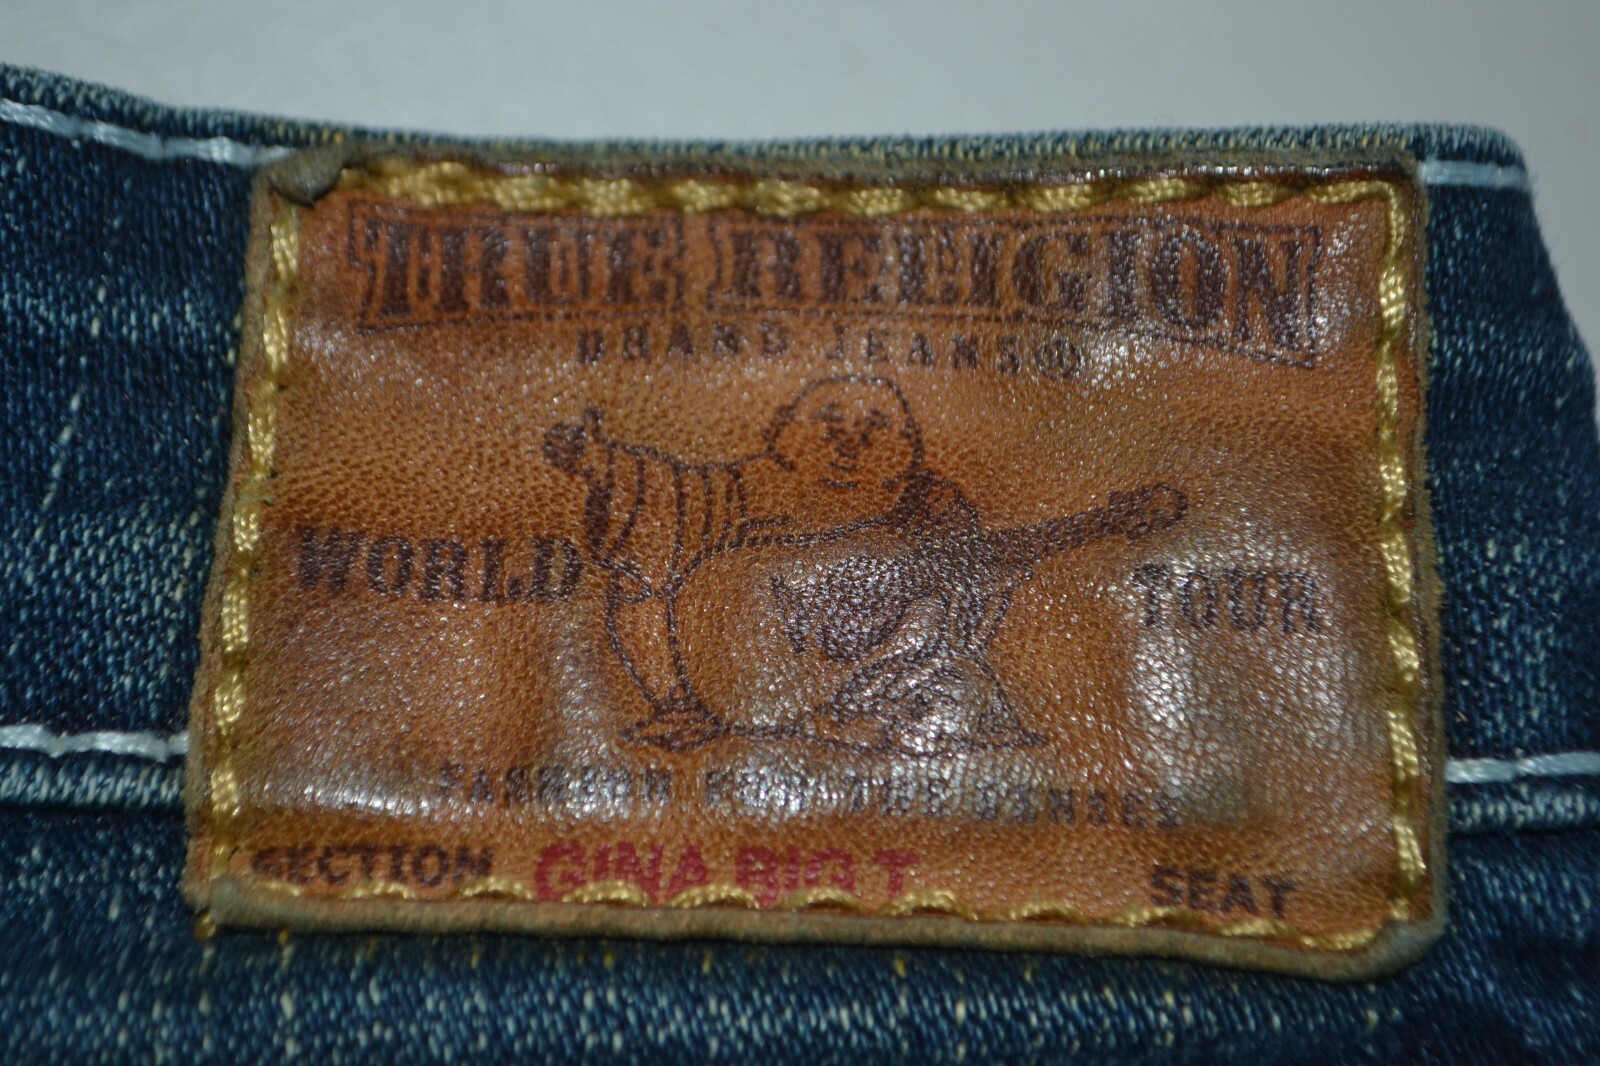 TRUE RELIGION
BRAND JEANS®
WORLD TOUR
FASHION FOR THE SENSES
SECTION GINA BIG T SEAT